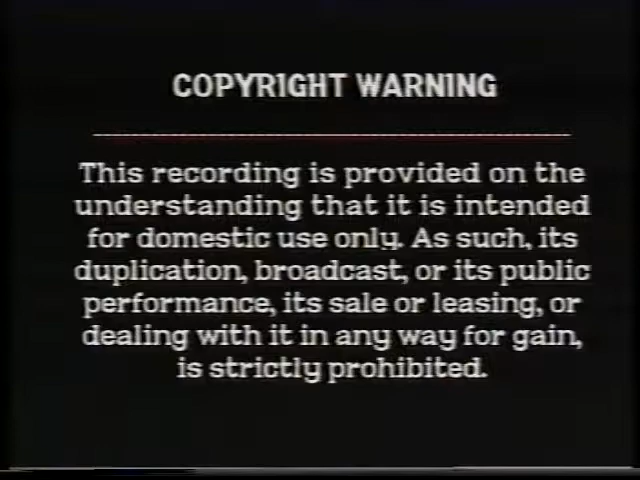 COPYRIGHT WARNING
This recording is provided on the
understanding that it is intended
for domestic use only. As such, its
duplication, broadcast, or its public
performance, its sale or leasing, or
dealing with it in any way for gain,
is strictly prohibited.